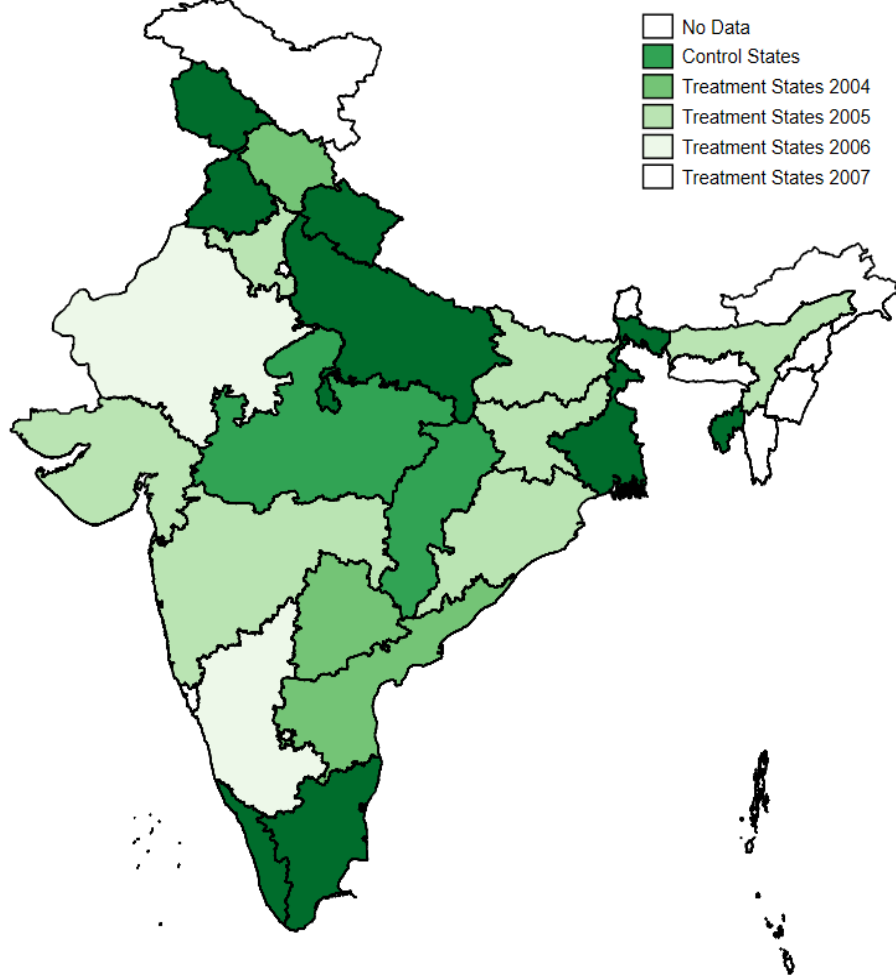 No Data
Control States
Treatment States 2004
Treatment States 2005
Treatment States 2006
Treatment States 2007